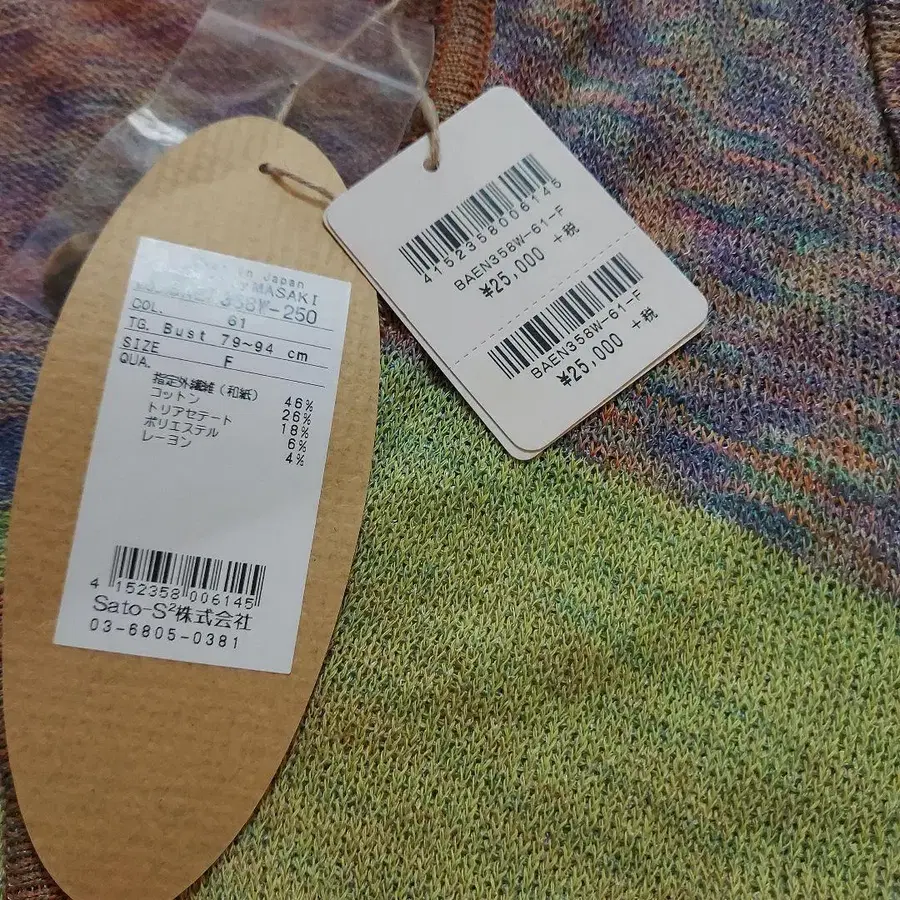 in Japan
MASAKI
358W-250
COL. 61
TG. Bust 79~94 cm
SIZE F
QUA.
指定外繊維(和紙) 46%
コットン 26%
トリアセテート 18%
ポリエステル 6%
レーヨン 4%
4 152358 006145
Sato-S²株式会社
03-6805-0381
4152358006145
BAEN358W-61-F
¥25,000 +税
BAEN358W-61-F
¥25,000 +税